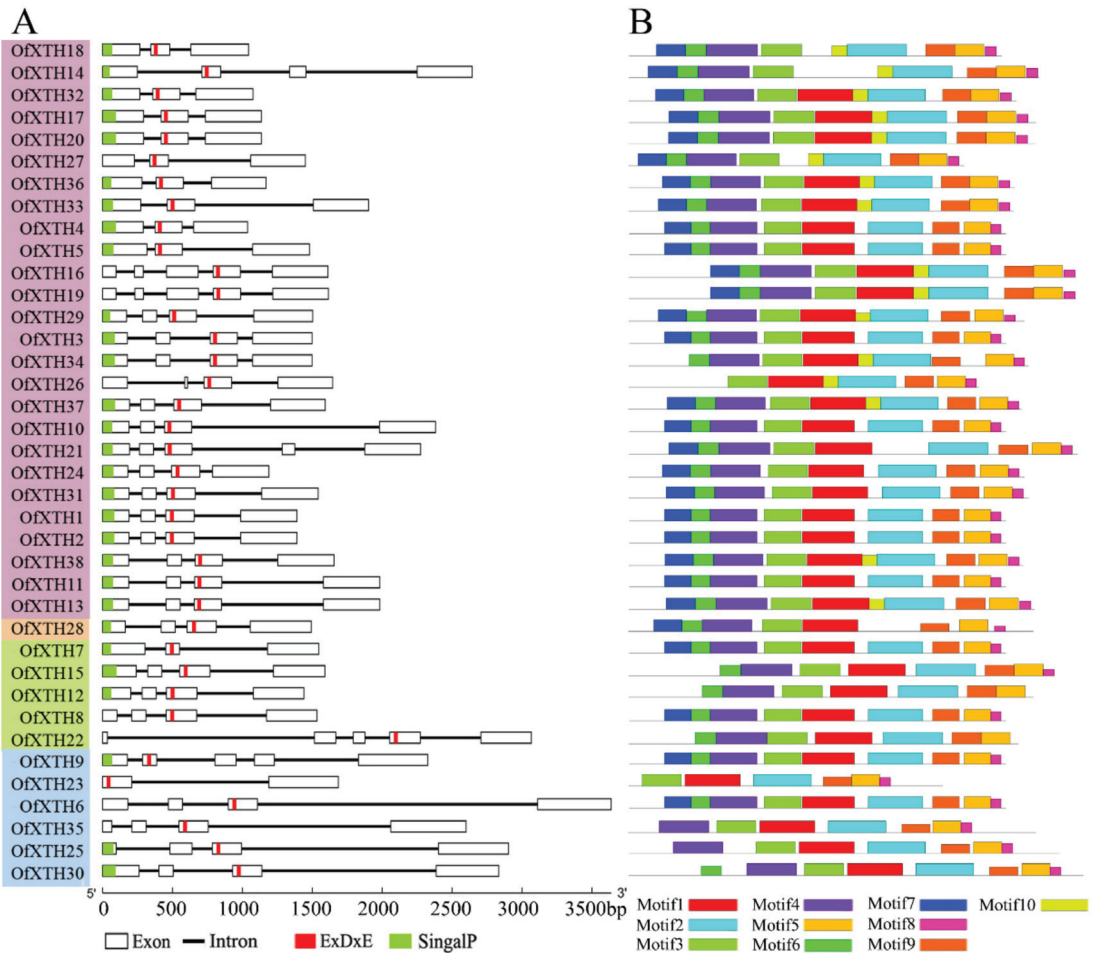 A
B
OfXTH18
OfXTH14
OfXTH32
OfXTH17
OfXTH20
OfXTH27
OfXTH36
OfXTH33
OfXTH4
OfXTH5
OfXTH16
OfXTH19
OfXTH29
OfXTH3
OfXTH34
OfXTH26
OfXTH37
OfXTH10
OfXTH21
OfXTH24
OfXTH31
OfXTH1
OfXTH2
OfXTH38
OfXTH11
OfXTH13
OfXTH28
OfXTH7
OfXTH15
OfXTH12
OfXTH8
OfXTH22
OfXTH9
OfXTH23
OfXTH6
OfXTH35
OfXTH25
OfXTH30
5' 3'
0 500 1000 1500 2000 2500 3000 3500bp
Exon Intron ExDxE SingalP
Motif1 Motif4 Motif7 Motif10
Motif2 Motif5 Motif8
Motif3 Motif6 Motif9